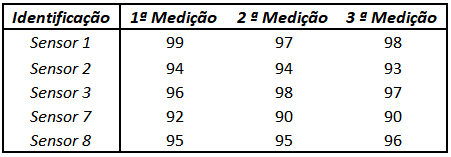 Identificação 1ª Medição 2 ª Medição 3 ª Medição
Sensor 1 99 97 98
Sensor 2 94 94 93
Sensor 3 96 98 97
Sensor 7 92 90 90
Sensor 8 95 95 96